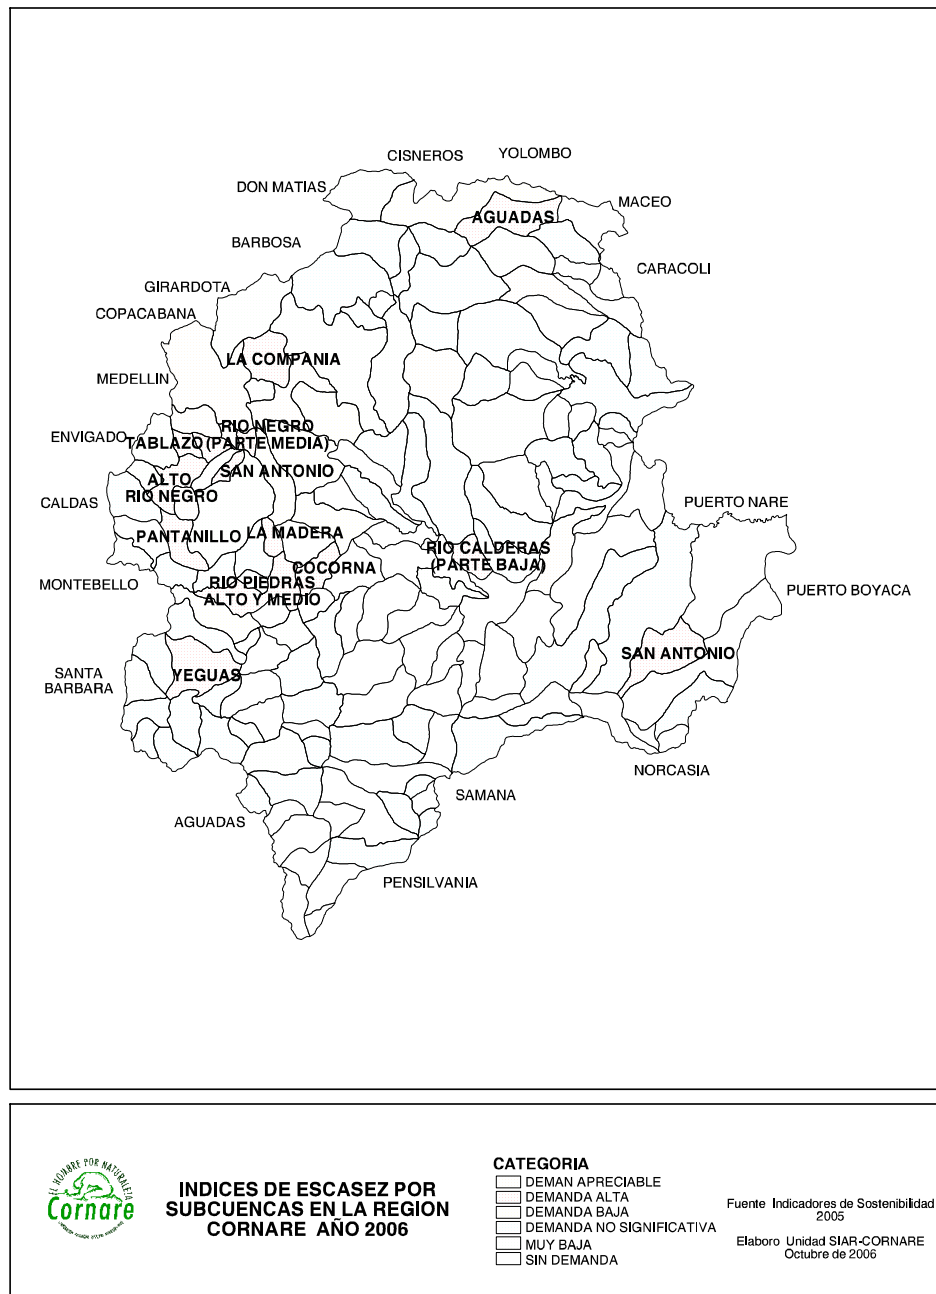 CISNEROS
YOLOMBO
DON MATIAS
MACEO
AGUADAS
BARBOSA
CARACOLI
GIRARDOTA
COPACABANA
LA COMPANIA
MEDELLIN
RIO NEGRO
ENVIGADO
TABLAZO (PARTE MEDIA)
SAN ANTONIO
ALTO
RIO NEGRO
CALDAS
PUERTO NARE
PANTANILLO
LA MADERA
RIO CALDERAS
(PARTE BAJA)
COCORNA
MONTEBELLO
RIO PIEDRAS
ALTO Y MEDIO
PUERTO BOYACA
SAN ANTONIO
SANTA
BARBARA
YEGUAS
NORCASIA
SAMANA
AGUADAS
PENSILVANIA
EL HOMBRE POR NATURALEZA
Cornare
INDICES DE ESCASEZ POR
SUBCUENCAS EN LA REGION
CORNARE AÑO 2006
CATEGORIA
DEMAN APRECIABLE
DEMANDA ALTA
DEMANDA BAJA
DEMANDA NO SIGNIFICATIVA
MUY BAJA
SIN DEMANDA
Fuente Indicadores de Sostenibilidad
2005
Elaboro Unidad SIAR-CORNARE
Octubre de 2006